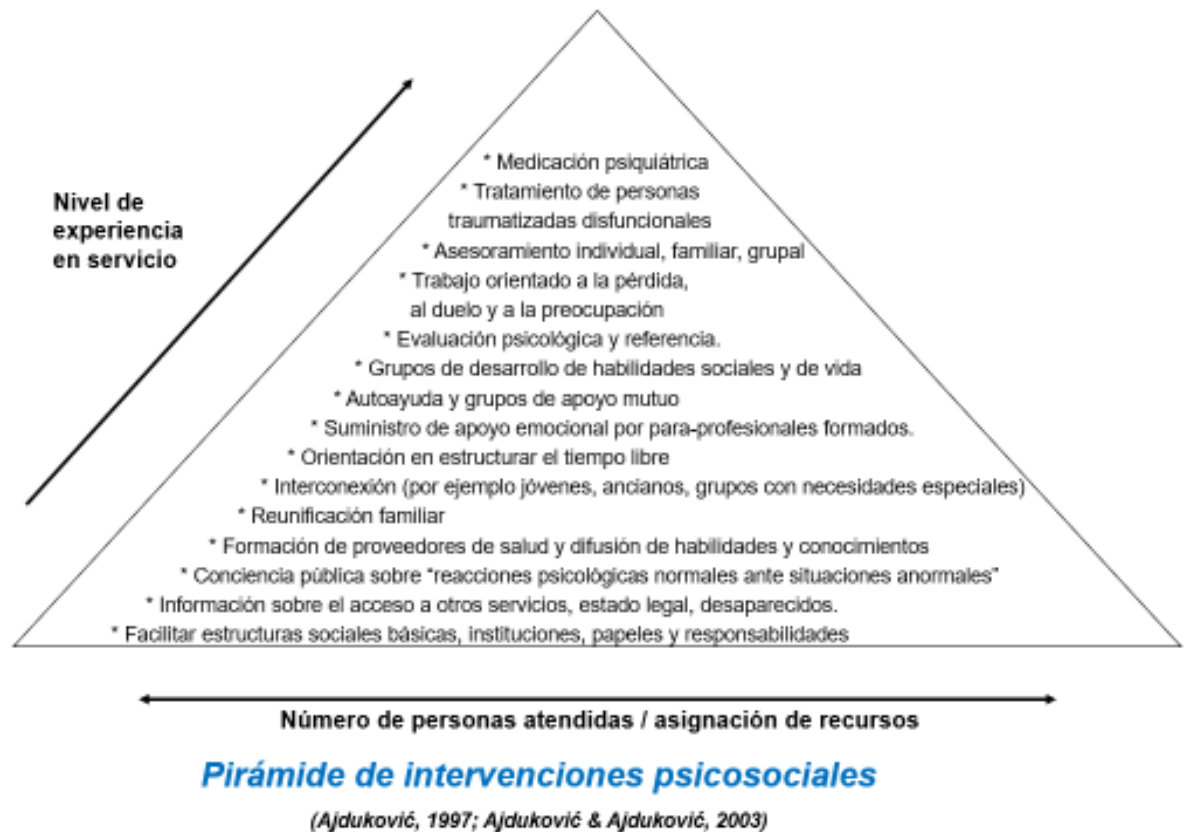 * Medicación psiquiátrica
* Tratamiento de personas
traumatizadas disfuncionales
* Asesoramiento individual, familiar, grupal
* Trabajo orientado a la pérdida,
al duelo y a la preocupación
* Evaluación psicológica y referencia.
* Grupos de desarrollo de habilidades sociales y de vida
* Autoayuda y grupos de apoyo mutuo
* Suministro de apoyo emocional por para-profesionales formados.
* Orientación en estructurar el tiempo libre
* Interconexión (por ejemplo jóvenes, ancianos, grupos con necesidades especiales)
* Reunificación familiar
* Formación de proveedores de salud y difusión de habilidades y conocimientos
* Conciencia pública sobre “reacciones psicológicas normales ante situaciones anormales”
* Información sobre el acceso a otros servicios, estado legal, desaparecidos.
* Facilitar estructuras sociales básicas, instituciones, papeles y responsabilidades
Nivel de
experiencia
en servicio
Número de personas atendidas / asignación de recursos
Pirámide de intervenciones psicosociales
(Ajduković, 1997; Ajduković & Ajduković, 2003)